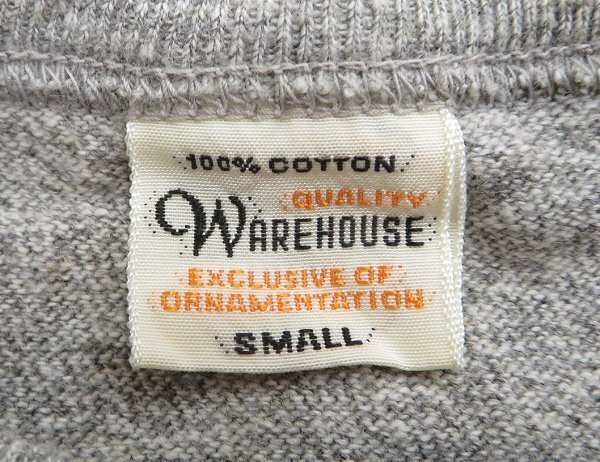 100% COTTON
QUALITY
WAREHOUSE
EXCLUSIVE OF
ORNAMENTATION
SMALL